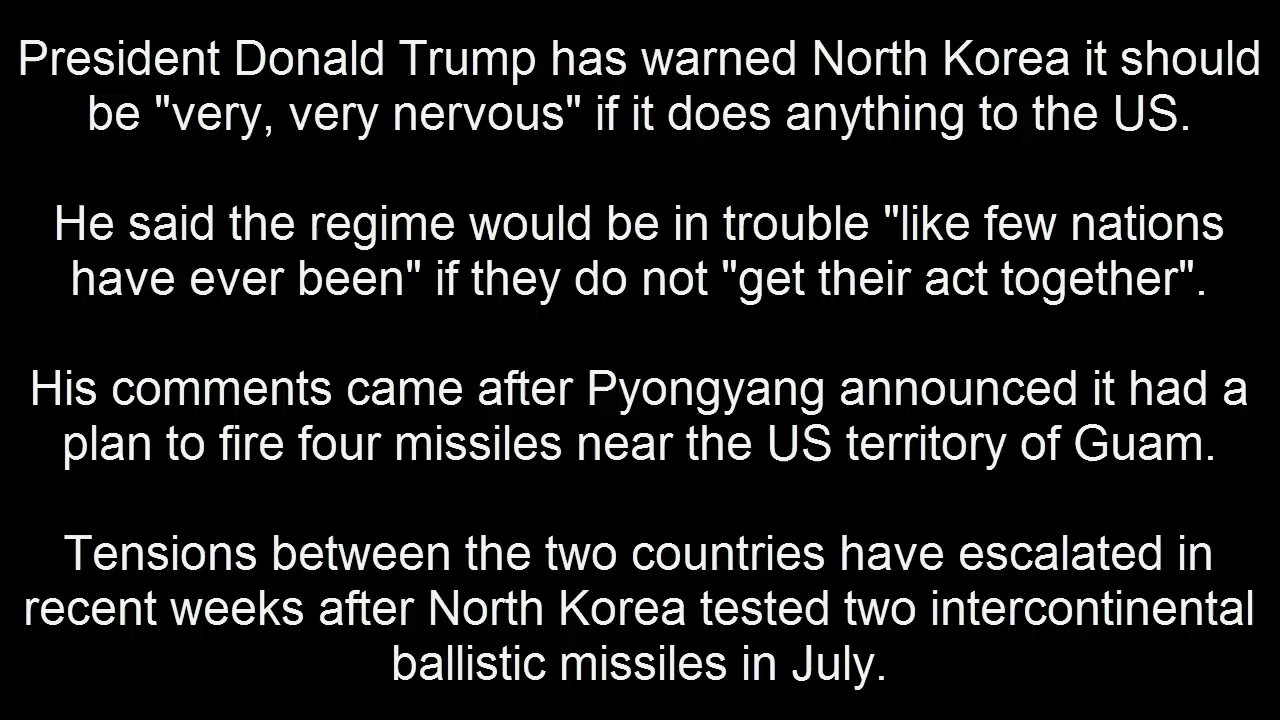 President Donald Trump has warned North Korea it should
be "very, very nervous" if it does anything to the US.
He said the regime would be in trouble "like few nations
have ever been" if they do not "get their act together".
His comments came after Pyongyang announced it had a
plan to fire four missiles near the US territory of Guam.
Tensions between the two countries have escalated in
recent weeks after North Korea tested two intercontinental
ballistic missiles in July.